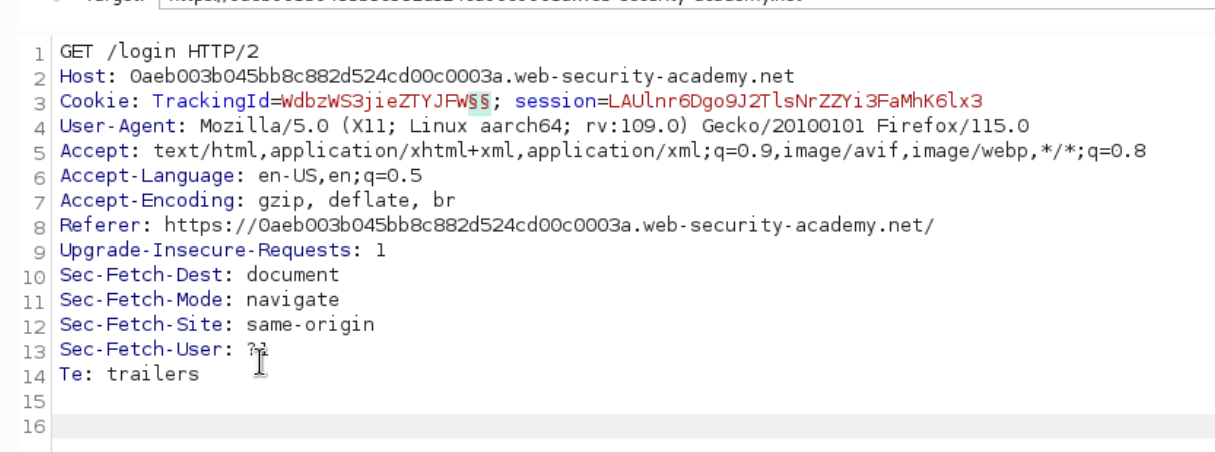 1 GET /login HTTP/2
2 Host: 0aeb003b045bb8c882d524cd00c0003a.web-security-academy.net
3 Cookie: TrackingId=WdbzWS3jieZTYJFW§§; session=LAUlnr6Dgo9J2TlsNrZZYi3FaMhK6lx3
4 User-Agent: Mozilla/5.0 (X11; Linux aarch64; rv:109.0) Gecko/20100101 Firefox/115.0
5 Accept: text/html,application/xhtml+xml,application/xml;q=0.9,image/avif,image/webp,*/*;q=0.8
6 Accept-Language: en-US,en;q=0.5
7 Accept-Encoding: gzip, deflate, br
8 Referer: https://0aeb003b045bb8c882d524cd00c0003a.web-security-academy.net/
9 Upgrade-Insecure-Requests: 1
10 Sec-Fetch-Dest: document
11 Sec-Fetch-Mode: navigate
12 Sec-Fetch-Site: same-origin
13 Sec-Fetch-User: ?1
14 Te: trailers
15
16